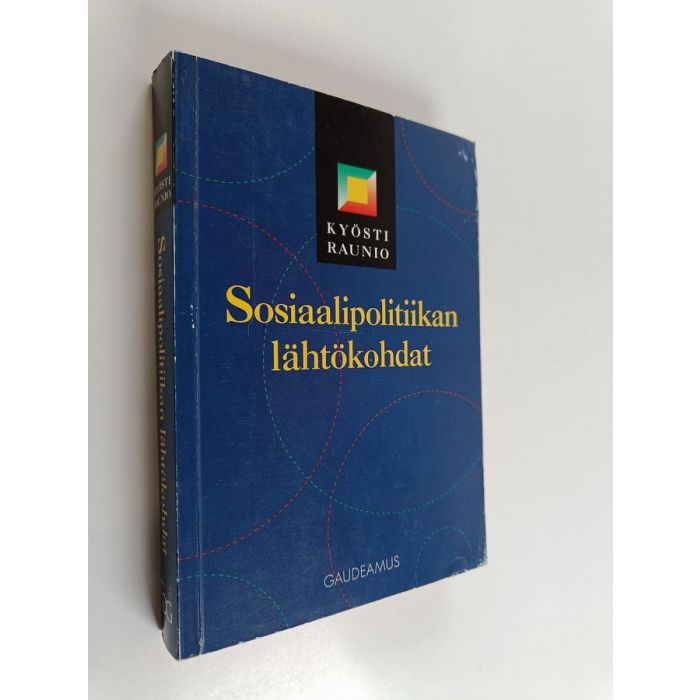 KYÖSTI
RAUNIO
Sosiaalipolitiikan
lähtökohdat
GAUDEAMUS
KYÖSTI
RAUNIO
Sosiaalipolitiikan lähtökohdat